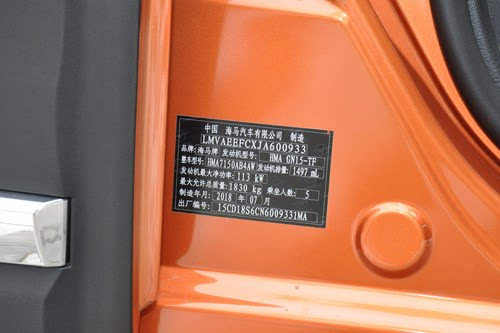 中国 海马汽车有限公司 制造
LMVAEEFCXJA600933
品牌:海马牌 发动机型号: HMA GN15-TF
整车型号:HMA7150AB4AW 发动机排量: 1497 mL
发动机最大净功率: 113 kW
最大允许总质量: 1830 kg 乘坐人数: 5
制造年月: 2018 年 07 月
出厂编号: 15CD18S6CN6009331MA